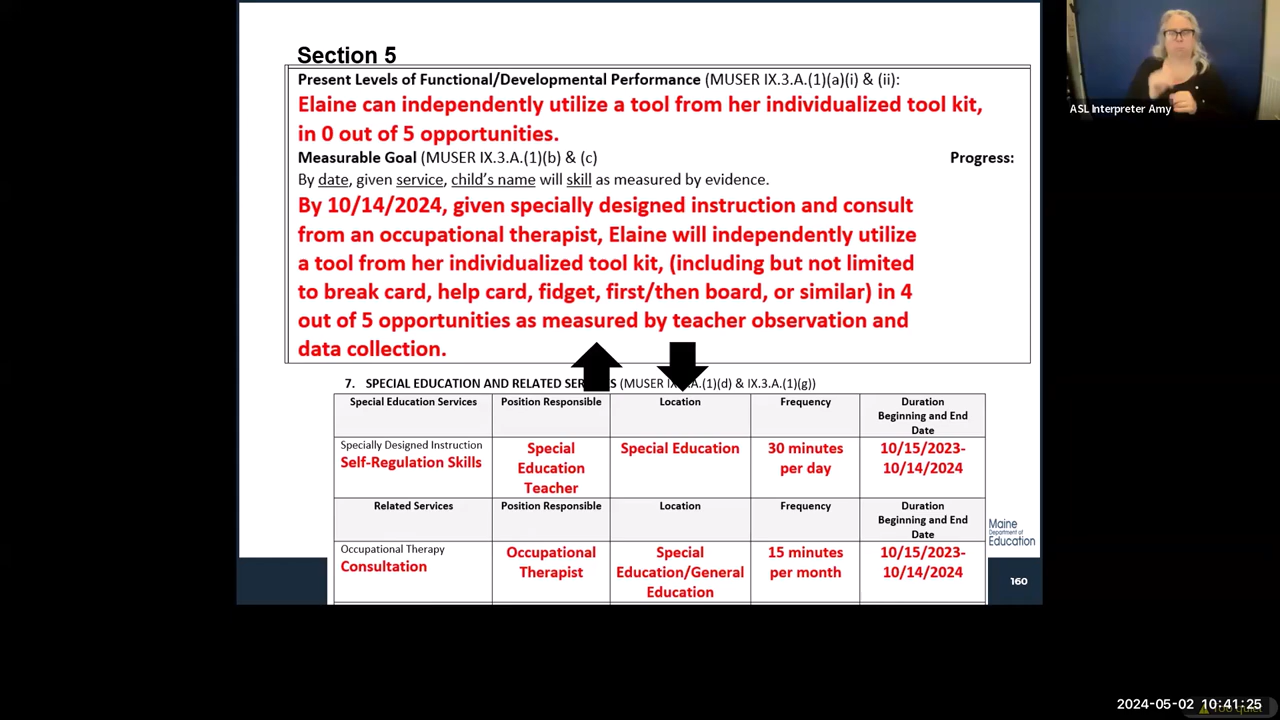 Section 5
Present Levels of Functional/Developmental Performance (MUSER IX.3.A.(1)(a)(i) & (ii):
Elaine can independently utilize a tool from her individualized tool kit,
in 0 out of 5 opportunities.
Measurable Goal (MUSER IX.3.A.(1)(b) & (c) Progress:
By date, given service, child's name will skill as measured by evidence.
By 10/14/2024, given specially designed instruction and consult
from an occupational therapist, Elaine will independently utilize
a tool from her individualized tool kit, (including but not limited
to break card, help card, fidget, first/then board, or similar) in 4
out of 5 opportunities as measured by teacher observation and
data collection.
7. SPECIAL EDUCATION AND RELATED (MUSER A.(1)(d) & IX.3.A.(1)(g))
Special Education Services Position Responsible Location Frequency Duration
Beginning and End
Date
Specially Designed Instruction
Self-Regulation Skills
Special
Education
Teacher
Special Education
30 minutes
per day
10/15/2023-
10/14/2024
Related Services Position Responsible Location Frequency Duration
Beginning and End
Date
Occupational Therapy
Consultation
Occupational
Therapist
Special
Education/General
Education
15 minutes
per month
10/15/2023-
10/14/2024
Maine
Department of
Education
160
ASL Interpreter Amy
2024-05-02 10:41:25